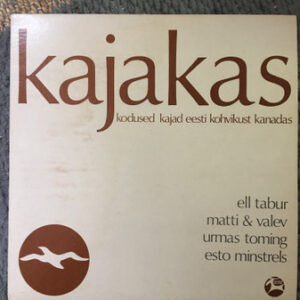 kajakas
kodused kajad eesti kohvikust kanadas
ell tabur
matti & valev
urmas toming
esto minstrels